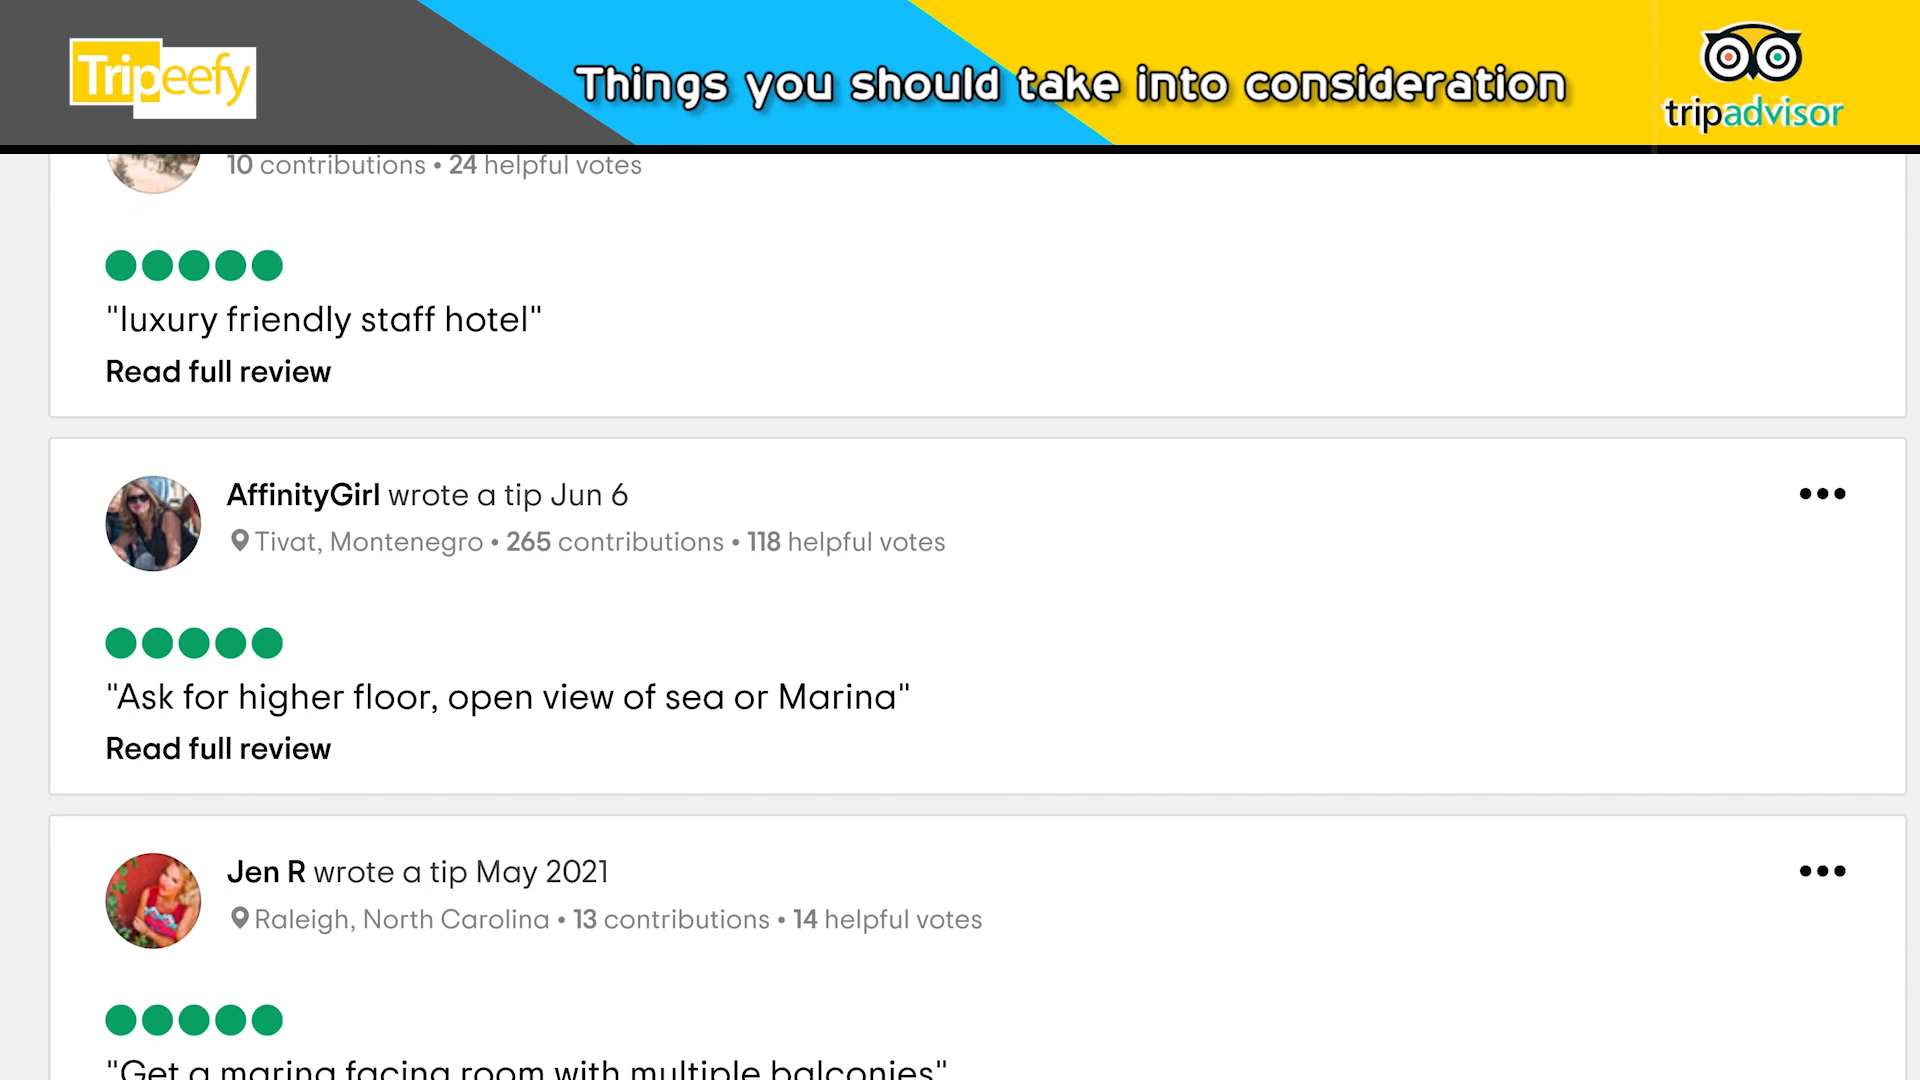 Tripeefy
Things you should take into consideration
tripadvisor
10 contributions • 24 helpful votes
"luxury friendly staff hotel"
Read full review
AffinityGirl wrote a tip Jun 6
Tivat, Montenegro • 265 contributions • 118 helpful votes
"Ask for higher floor, open view of sea or Marina"
Read full review
Jen R wrote a tip May 2021
Raleigh, North Carolina • 13 contributions • 14 helpful votes
"Get a marina facing room with multiple balconies"